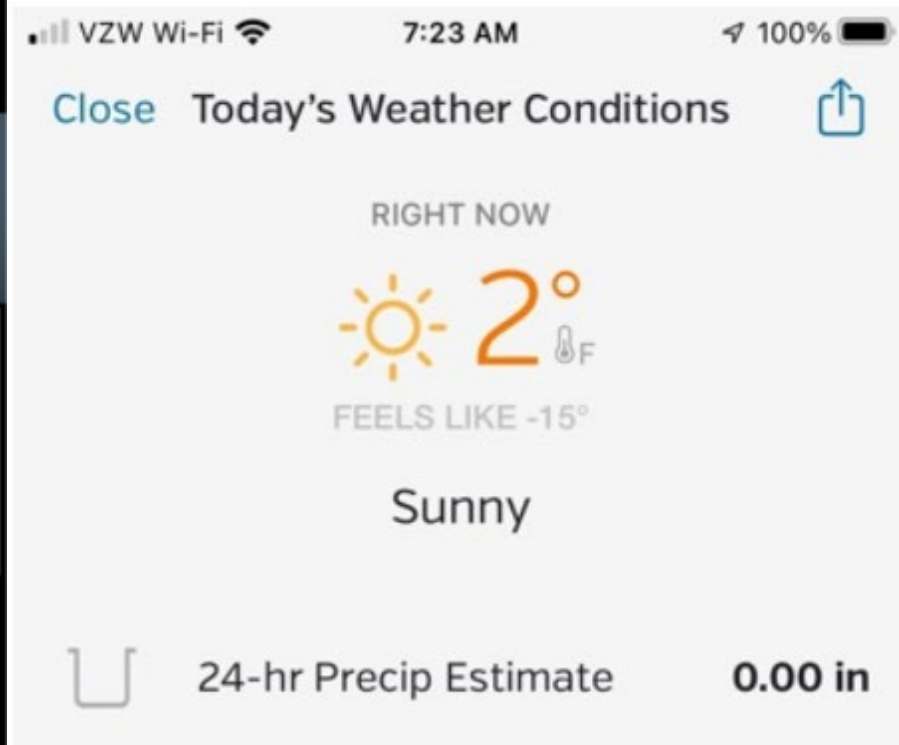 VZW Wi-Fi 7:23 AM 100%
Close Today's Weather Conditions
RIGHT NOW
2°
F
FEELS LIKE -15°
Sunny
24-hr Precip Estimate 0.00 in